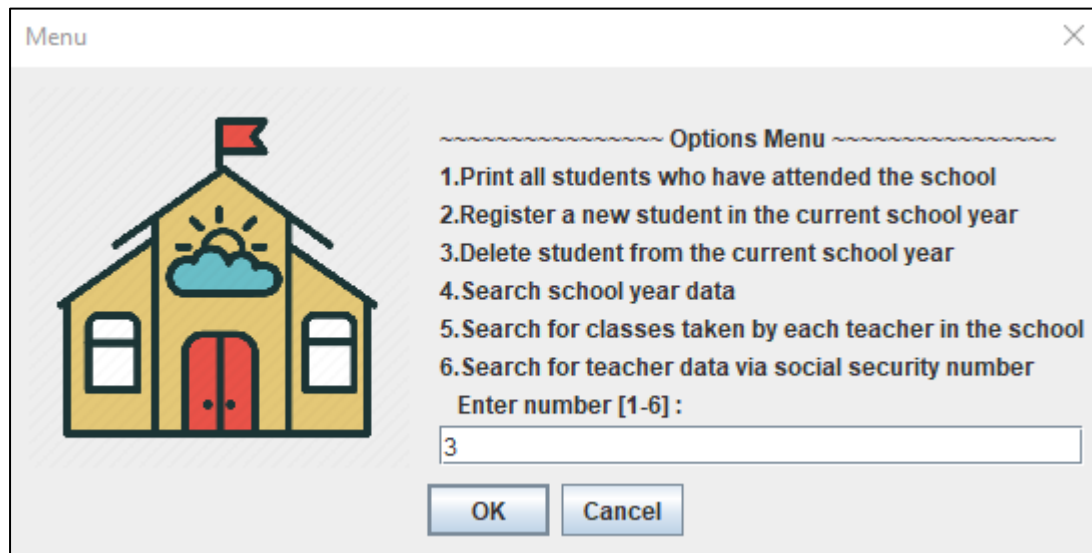 Menu
~~~~~~~~~~~~~~~~ Options Menu ~~~~~~~~~~~~~~~~
1.Print all students who have attended the school
2.Register a new student in the current school year
3.Delete student from the current school year
4.Search school year data
5.Search for classes taken by each teacher in the school
6.Search for teacher data via social security number
Enter number [1-6] :
3
OK Cancel